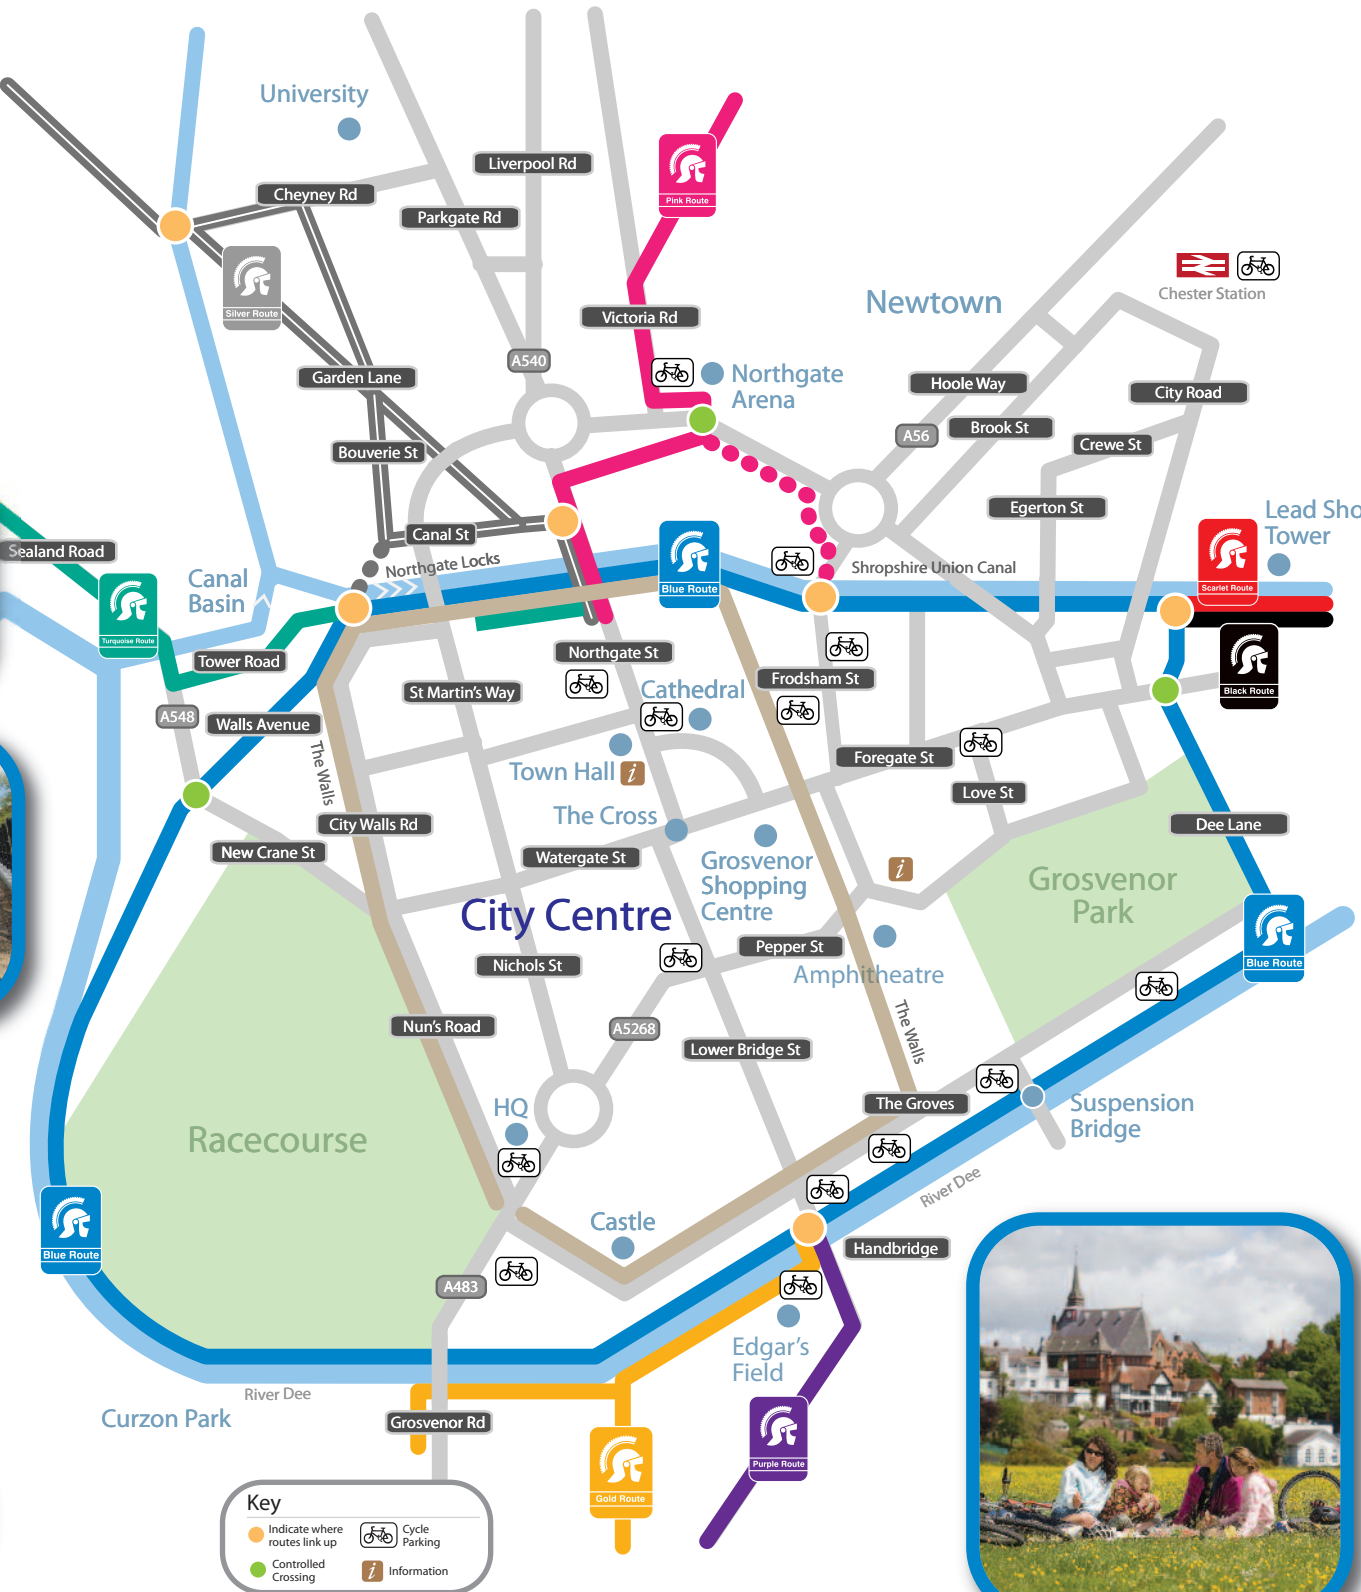 University
Liverpool Rd
Cheyney Rd
Parkgate Rd
Pink Route
Silver Route
Chester Station
Newtown
Victoria Rd
A540
Garden Lane
Northgate
Arena
Hoole Way
City Road
Brook St
A56
Crewe St
Bouverie St
Egerton St
Lead Sho
Tower
Canal St
Sealand Road
Northgate Locks
Shropshire Union Canal
Canal
Basin
Blue Route
Scarlet Route
Turquoise Route
Tower Road
Northgate St
Frodsham St
Black Route
St Martin's Way
Cathedral
A548
Walls Avenue
The Walls
Town Hall
i
Foregate St
Love St
The Cross
City Walls Rd
Dee Lane
New Crane St
Watergate St
Grosvenor
Shopping
Centre
i
Grosvenor
Park
City Centre
Pepper St
Nichols St
Amphitheatre
Blue Route
Nun's Road
A5268
Lower Bridge St
The Walls
HQ
The Groves
Suspension
Bridge
Racecourse
River Dee
Castle
Blue Route
Handbridge
A483
Edgar's
Field
River Dee
Curzon Park
Grosvenor Rd
Purple Route
Gold Route
Key
Indicate where
routes link up
Cycle
Parking
Controlled
Crossing
i
Information